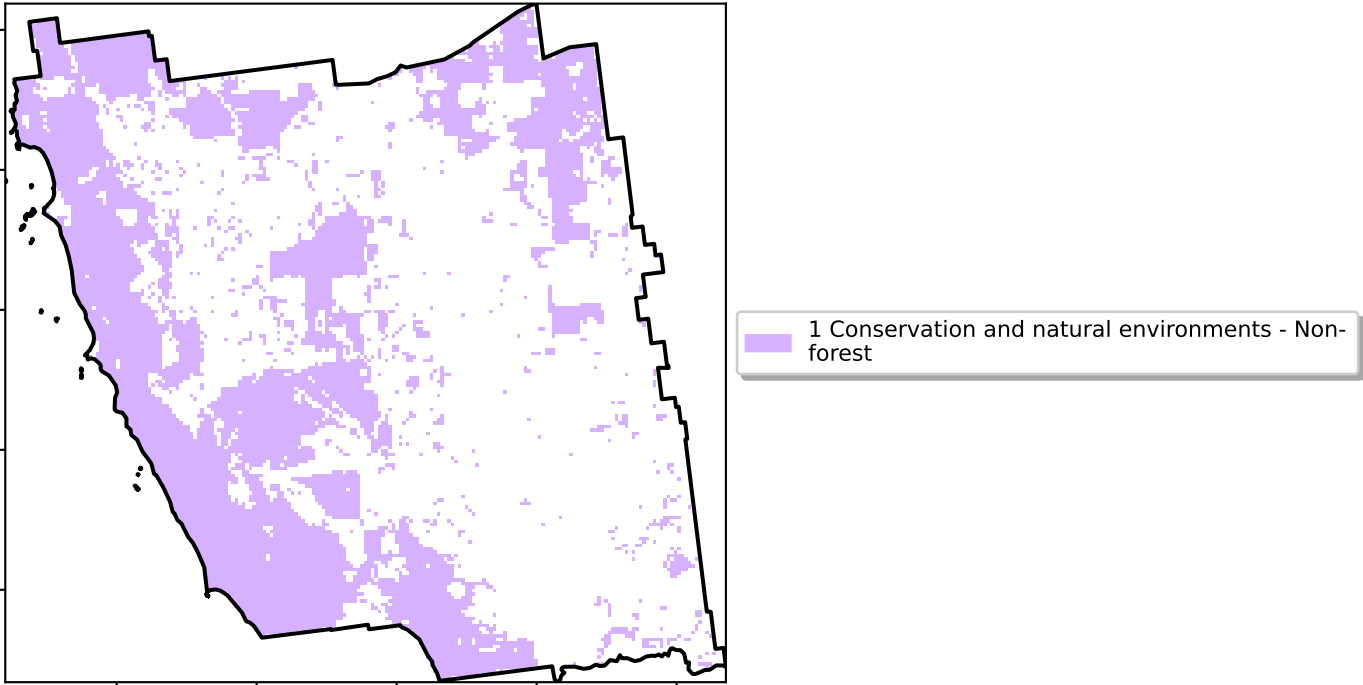 1 Conservation and natural environments - Non-
forest